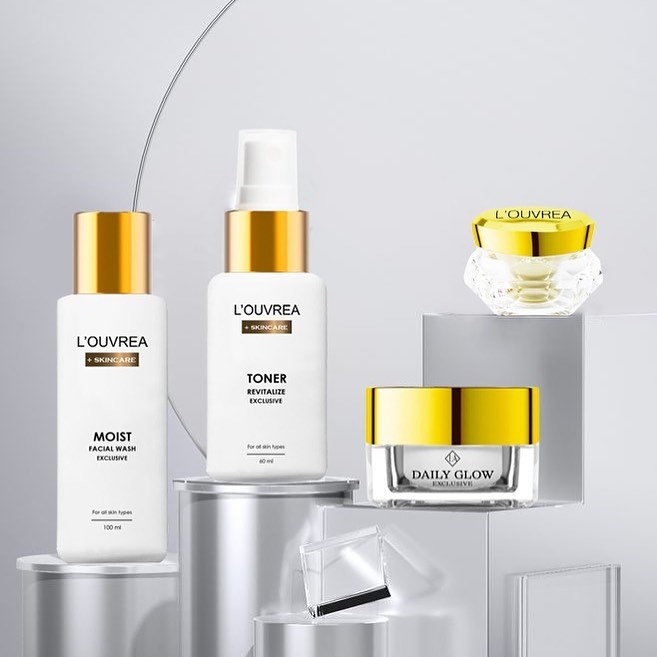 L'OUVREA
+ SKINCARE
MOIST
FACIAL WASH
EXCLUSIVE
For all skin types
100 ml
L'OUVREA
+ SKINCARE
TONER
REVITALIZE
EXCLUSIVE
For all skin types
60 ml
L'OUVREA
DAILY GLOW
EXCLUSIVE